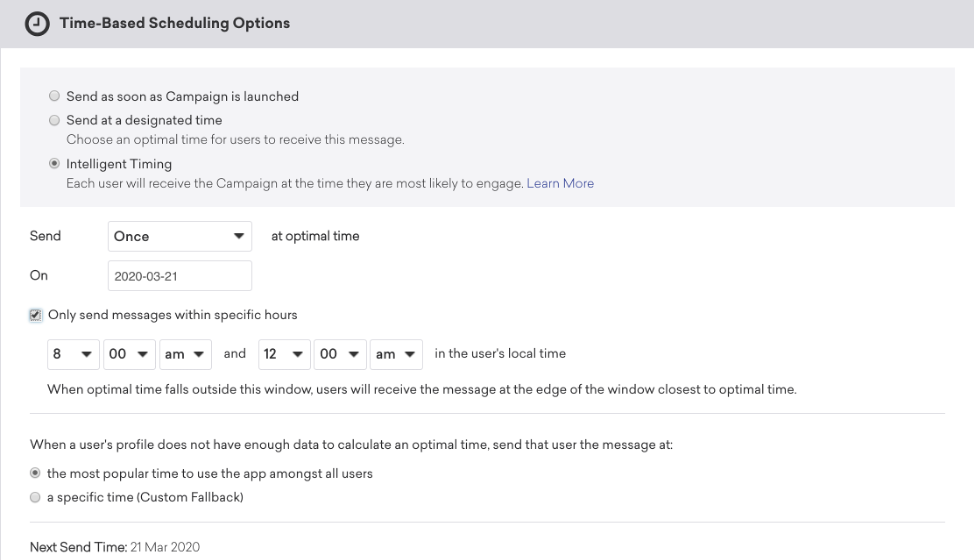 Time-Based Scheduling Options
Send as soon as Campaign is launched
Send at a designated time
Choose an optimal time for users to receive this message.
Intelligent Timing
Each user will receive the Campaign at the time they are most likely to engage. Learn More
Send Once at optimal time
On 2020-03-21
Only send messages within specific hours
8 00 am and 12 00 am in the user's local time
When optimal time falls outside this window, users will receive the message at the edge of the window closest to optimal time.
When a user's profile does not have enough data to calculate an optimal time, send that user the message at:
the most popular time to use the app amongst all users
a specific time (Custom Fallback)
Next Send Time: 21 Mar 2020